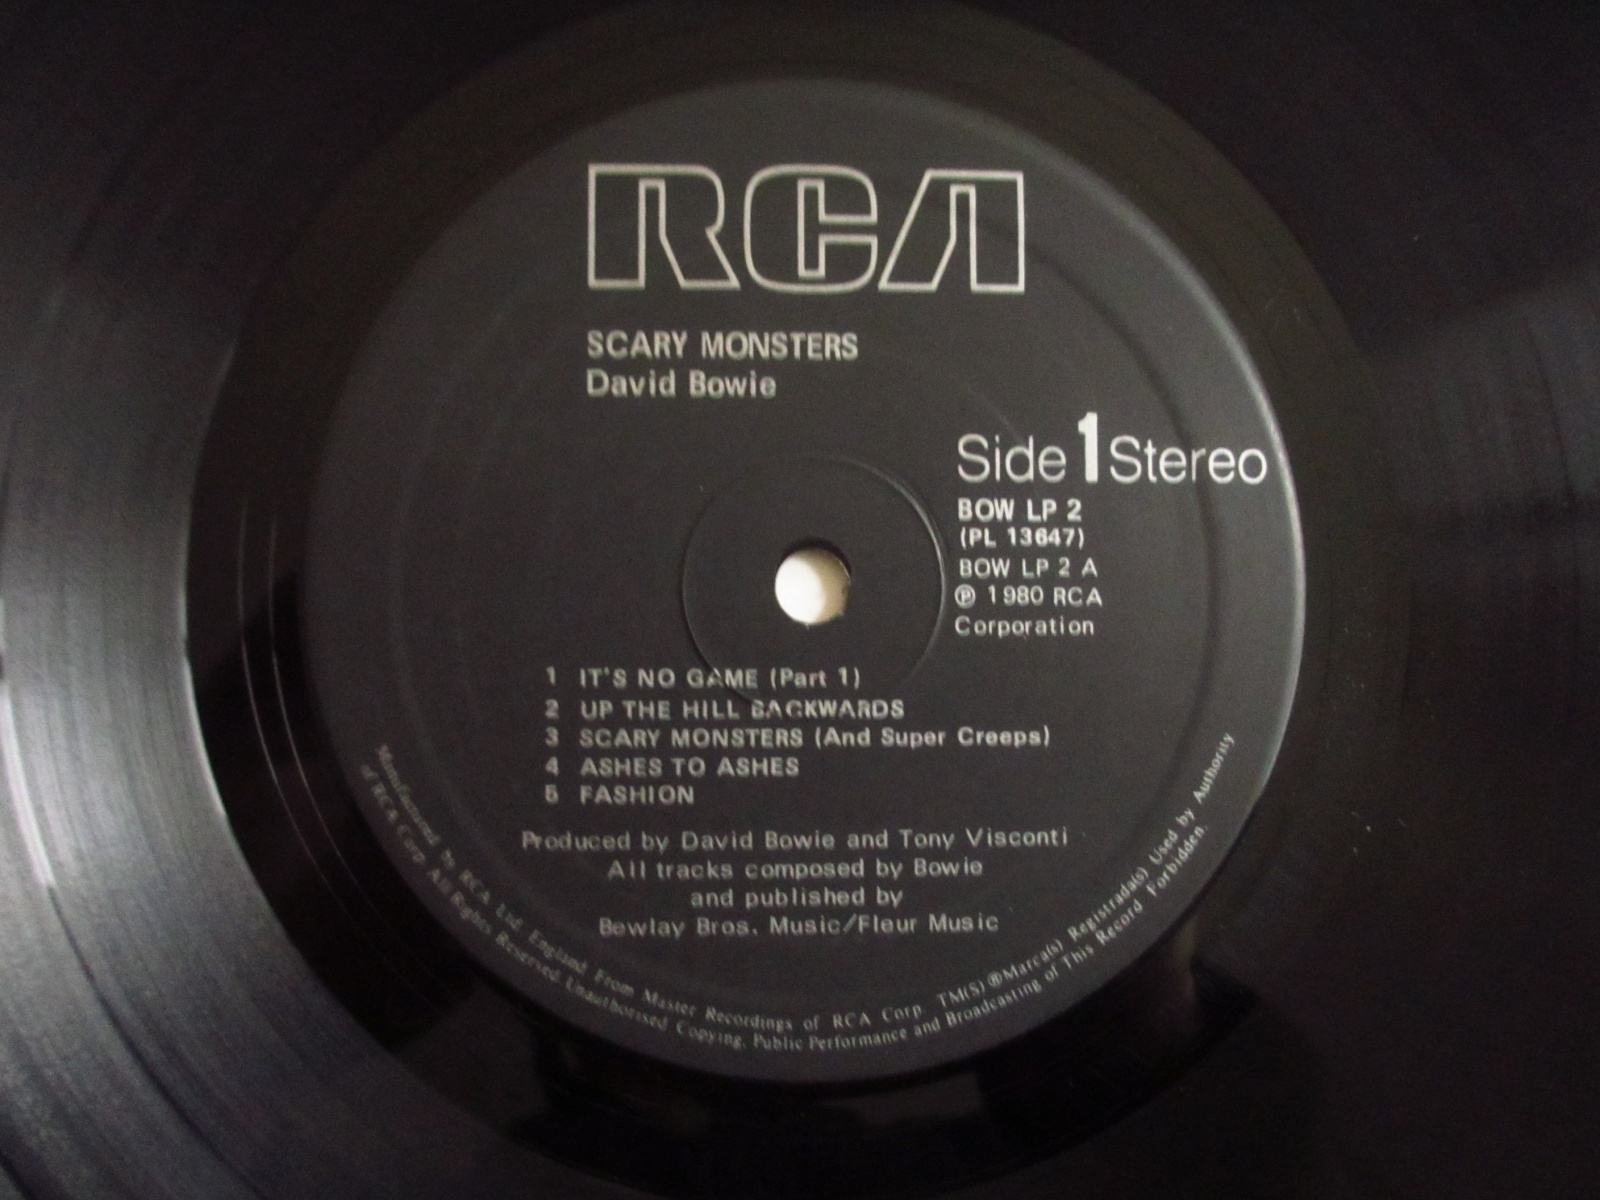 RCA
SCARY MONSTERS
David Bowie
Side 1 Stereo
BOW LP 2
(PL 13647)
BOW LP 2 A
℗ 1980 RCA
Corporation
1 IT'S NO GAME (Part 1)
2 UP THE HILL BACKWARDS
3 SCARY MONSTERS (And Super Creeps)
4 ASHES TO ASHES
5 FASHION
Produced by David Bowie and Tony Visconti
All tracks composed by Bowie
and published by
Bewlay Bros. Music/Fleur Music
Manufactured by RCA Ltd. England From Master Recordings of RCA Corp. TM(S) ®Marca(s) Registrada(s) Used by Authority
of RCA Corp. All Rights Reserved Unauthorised Copying, Public Performance and Broadcasting of This Record Forbidden.